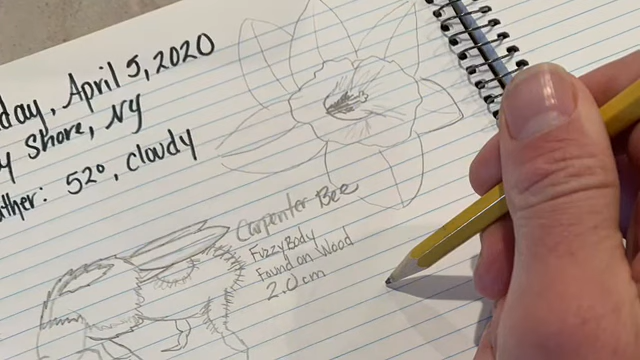 day, April 5, 2020
y Shore, NY
ther: 52°, cloudy
Carpenter Bee
Fuzzy Body
Found on Wood
2.0 cm